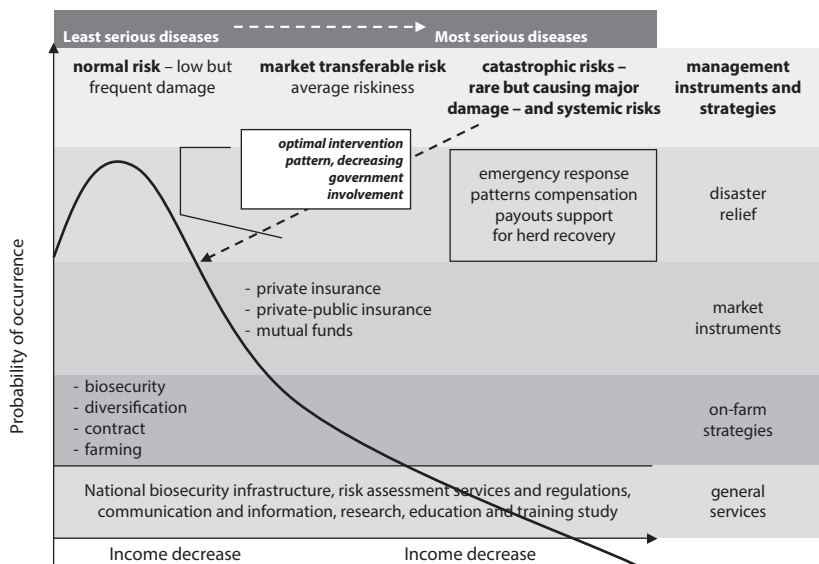 Least serious diseases
Most serious diseases
normal risk – low but
frequent damage
market transferable risk
average riskiness
catastrophic risks –
rare but causing major
damage – and systemic risks
management
instruments and
strategies
optimal intervention
pattern, decreasing
government
involvement
emergency response
patterns compensation
payouts support
for herd recovery
disaster
relief
Probability of occurrence
- private insurance
- private-public insurance
- mutual funds
market
instruments
- biosecurity
- diversification
- contract
- farming
on-farm
strategies
National biosecurity infrastructure, risk assessment services and regulations,
communication and information, research, education and training study
general
services
Income decrease
Income decrease